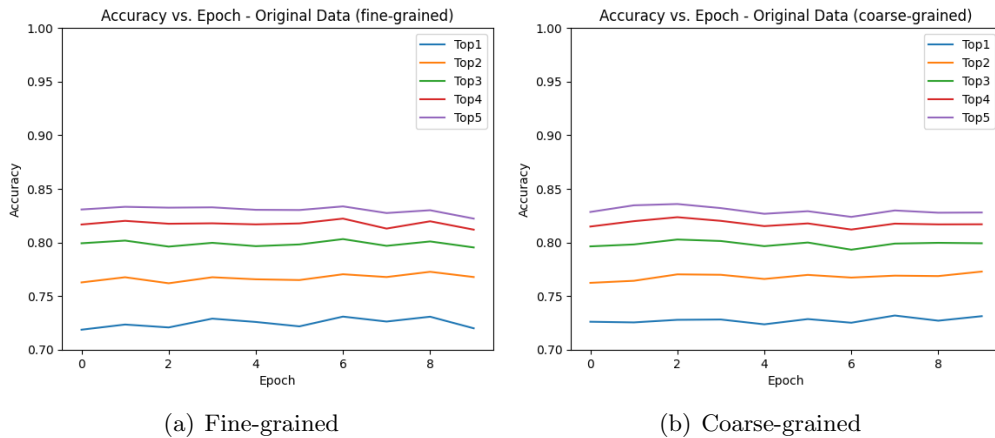 Accuracy vs. Epoch - Original Data (fine-grained)
1.00
0.95
0.90
0.85
0.80
0.75
0.70
Accuracy
0
2
4
6
8
Epoch
Top1
Top2
Top3
Top4
Top5
(a) Fine-grained
Accuracy vs. Epoch - Original Data (coarse-grained)
1.00
0.95
0.90
0.85
0.80
0.75
0.70
Accuracy
0
2
4
6
8
Epoch
Top1
Top2
Top3
Top4
Top5
(b) Coarse-grained